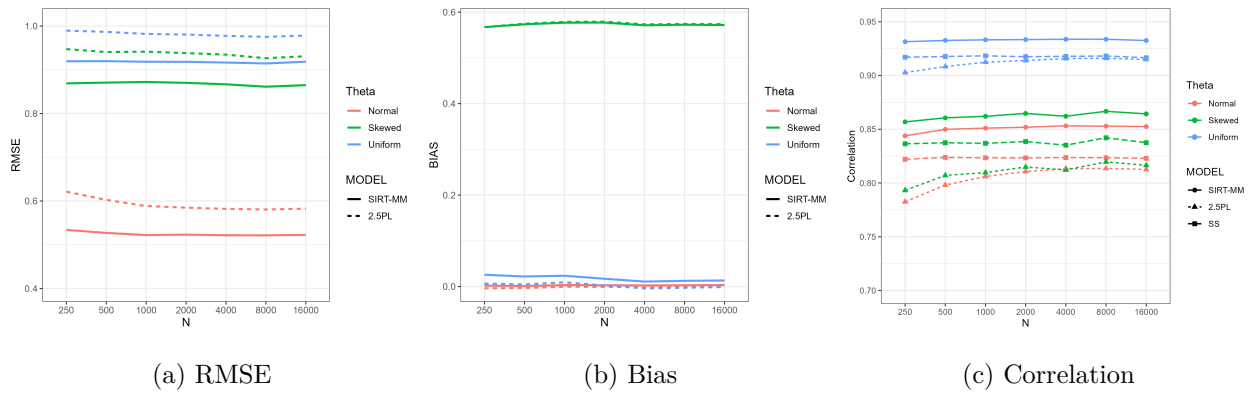 RMSE
1.0
0.8
0.6
0.4
250 500 1000 2000 4000 8000 16000
N
Theta
Normal
Skewed
Uniform
MODEL
SIRT-MM
2.5PL
(a) RMSE
BIAS
0.6
0.4
0.2
0.0
250 500 1000 2000 4000 8000 16000
N
Theta
Normal
Skewed
Uniform
MODEL
SIRT-MM
2.5PL
(b) Bias
Correlation
0.95
0.90
0.85
0.80
0.75
0.70
250 500 1000 2000 4000 8000 16000
N
Theta
Normal
Skewed
Uniform
MODEL
SIRT-MM
2.5PL
SS
(c) Correlation